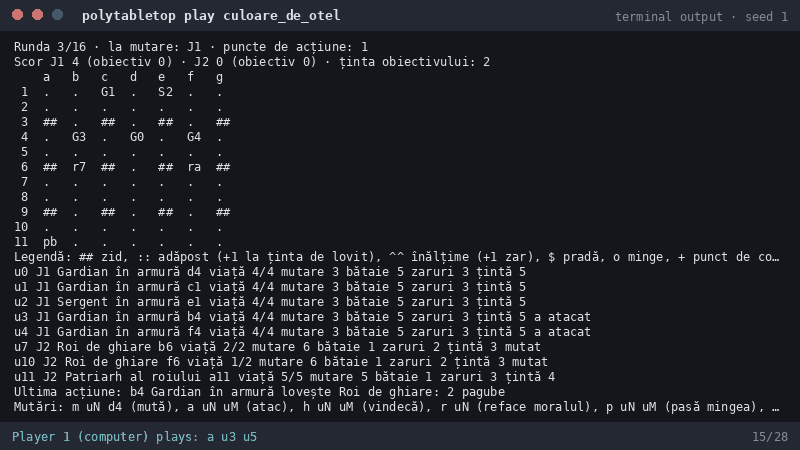 polytabletop play culoare_de_otel
terminal output · seed 1
Runda 3/16 · la mutare: J1 · puncte de acțiune: 1
Scor J1 4 (obiectiv 0) · J2 0 (obiectiv 0) · ținta obiectivului: 2
a b c d e f g
1 . . G1 . S2 . .
2 . . . . . . .
3 ## . ## . ## . ##
4 . G3 . G0 . G4 .
5 . . . . . . .
6 ## r7 ## . ## ra ##
7 . . . . . . .
8 . . . . . . .
9 ## . ## . ## . ##
10 . . . . . . .
11 pb . . . . . .
Legendă: ## zid, :: adăpost (+1 la ținta de lovit), ^^ înălțime (+1 zar), $ pradă, o minge, + punct de co…
u0 J1 Gardian în armură d4 viață 4/4 mutare 3 bătaie 5 zaruri 3 țintă 5
u1 J1 Gardian în armură c1 viață 4/4 mutare 3 bătaie 5 zaruri 3 țintă 5
u2 J1 Sergent în armură e1 viață 4/4 mutare 3 bătaie 5 zaruri 3 țintă 5
u3 J1 Gardian în armură b4 viață 4/4 mutare 3 bătaie 5 zaruri 3 țintă 5 a atacat
u4 J1 Gardian în armură f4 viață 4/4 mutare 3 bătaie 5 zaruri 3 țintă 5 a atacat
u7 J2 Roi de ghiare b6 viață 2/2 mutare 6 bătaie 1 zaruri 2 țintă 3 mutat
u10 J2 Roi de ghiare f6 viață 1/2 mutare 6 bătaie 1 zaruri 2 țintă 3 mutat
u11 J2 Patriarh al roiului a11 viață 5/5 mutare 5 bătaie 1 zaruri 3 țintă 4
Ultima acțiune: b4 Gardian în armură lovește Roi de ghiare: 2 pagube
Mutări: m uN d4 (mută), a uN uM (atac), h uN uM (vindecă), r uN (reface moralul), p uN uM (pasă mingea), …
Player 1 (computer) plays: a u3 u5
15/28